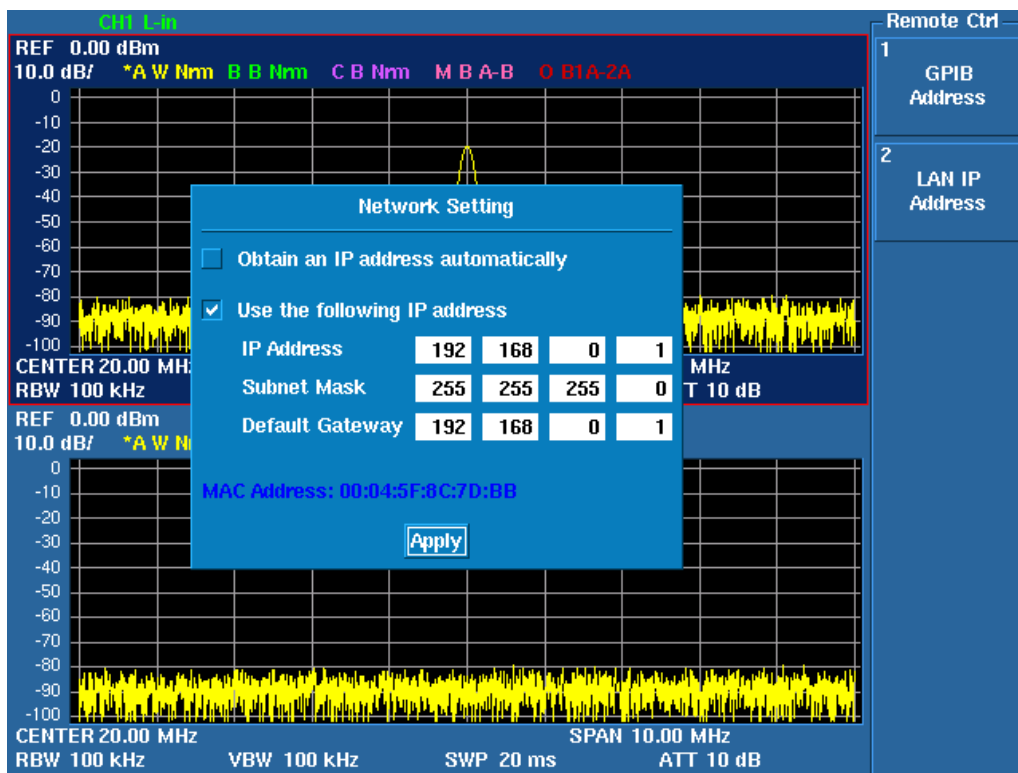 CH1 L-in
REF 0.00 dBm
10.0 dB/ *A W Nrm B B Nrm C B Nrm M B A-B O B1A-2A
0
-10
-20
-30
-40
-50
-60
-70
-80
-90
-100
CENTER 20.00 MHz
MHz
RBW 100 kHz
T 10 dB
Network Setting
Obtain an IP address automatically
Use the following IP address
IP Address 192 168 0 1
Subnet Mask 255 255 255 0
Default Gateway 192 168 0 1
MAC Address: 00:04:5F:8C:7D:BB
Apply
REF 0.00 dBm
10.0 dB/ *A W
0
-10
-20
-30
-40
-50
-60
-70
-80
-90
-100
CENTER 20.00 MHz SPAN 10.00 MHz
RBW 100 kHz VBW 100 kHz SWP 20 ms ATT 10 dB
Remote Ctrl
1
GPIB
Address
2
LAN IP
Address